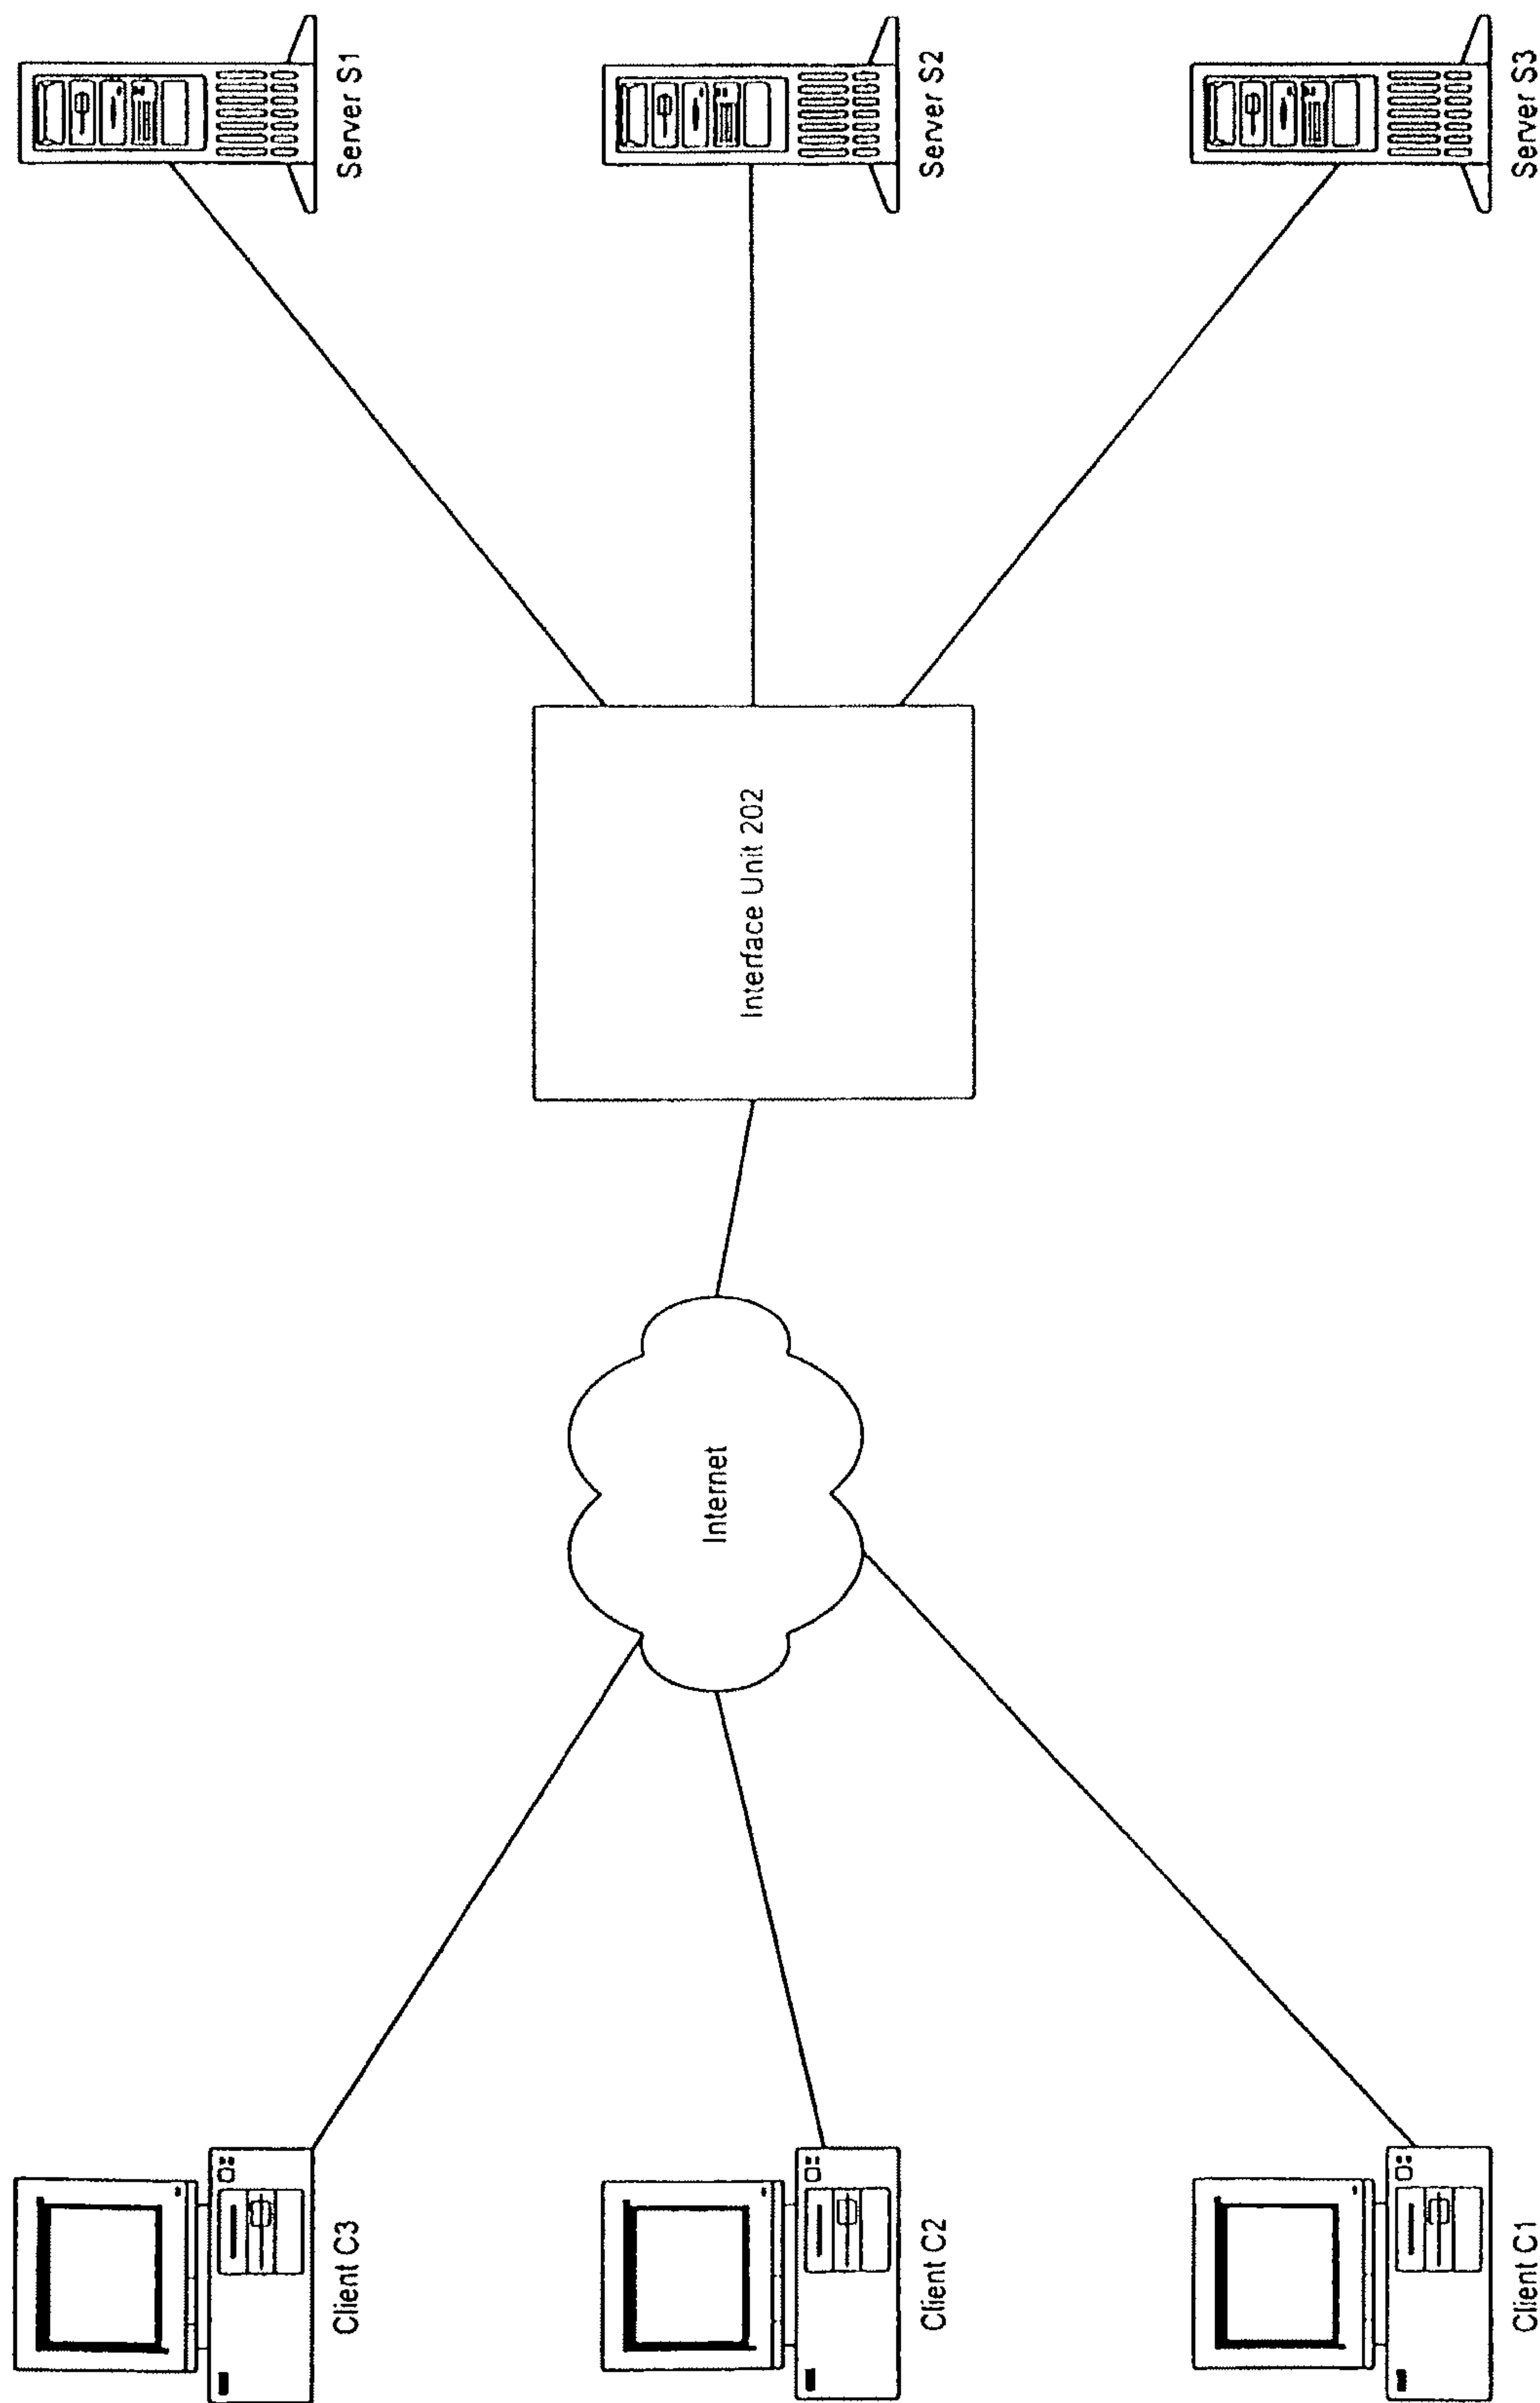 Client C3
Server S1
Client C2
Internet
Interface Unit 202
Server S2
Client C1
Server S3